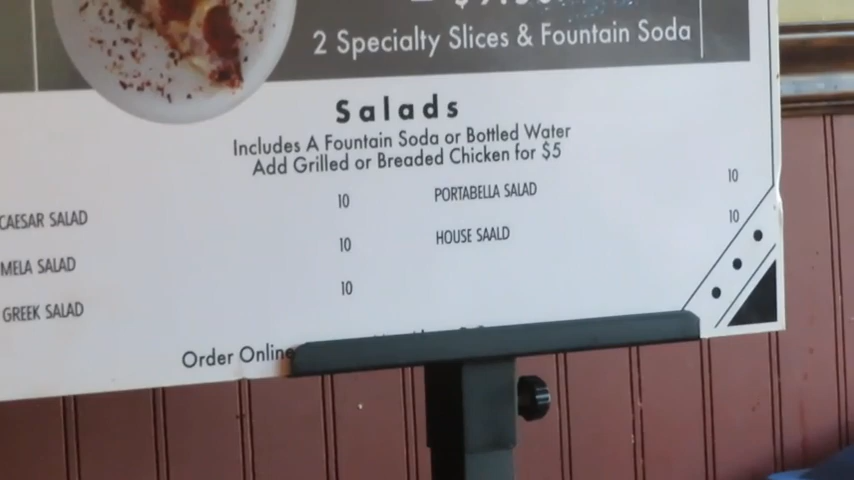 2 Specialty Slices & Fountain Soda
Salads
Includes A Fountain Soda or Bottled Water
Add Grilled or Breaded Chicken for $5
CAESAR SALAD 10
MELA SALAD 10
GREEK SALAD 10
PORTABELLA SALAD 10
HOUSE SAALD 10
Order Online